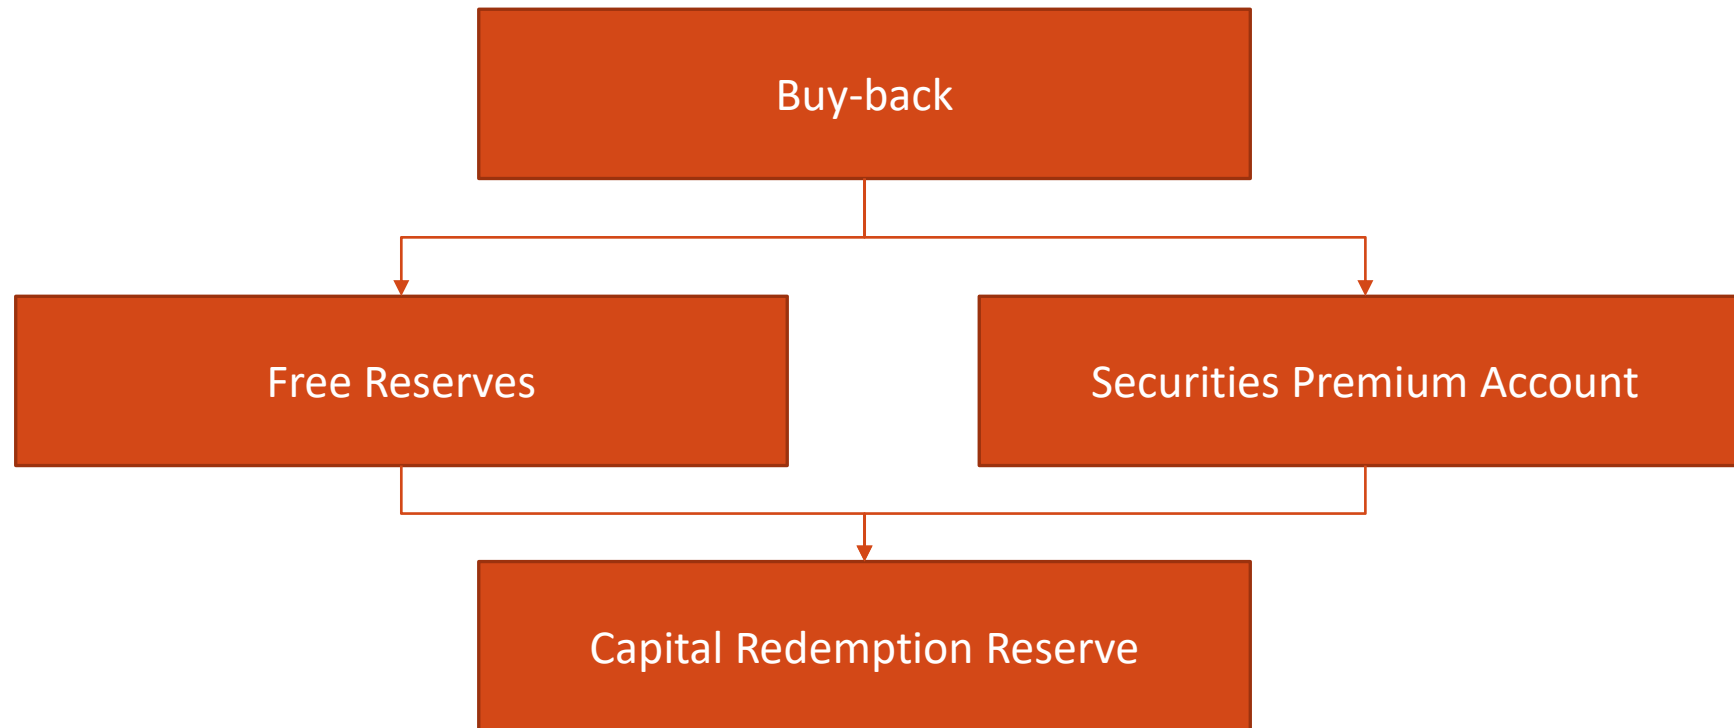 Buy-back
Free Reserves
Securities Premium Account
Capital Redemption Reserve